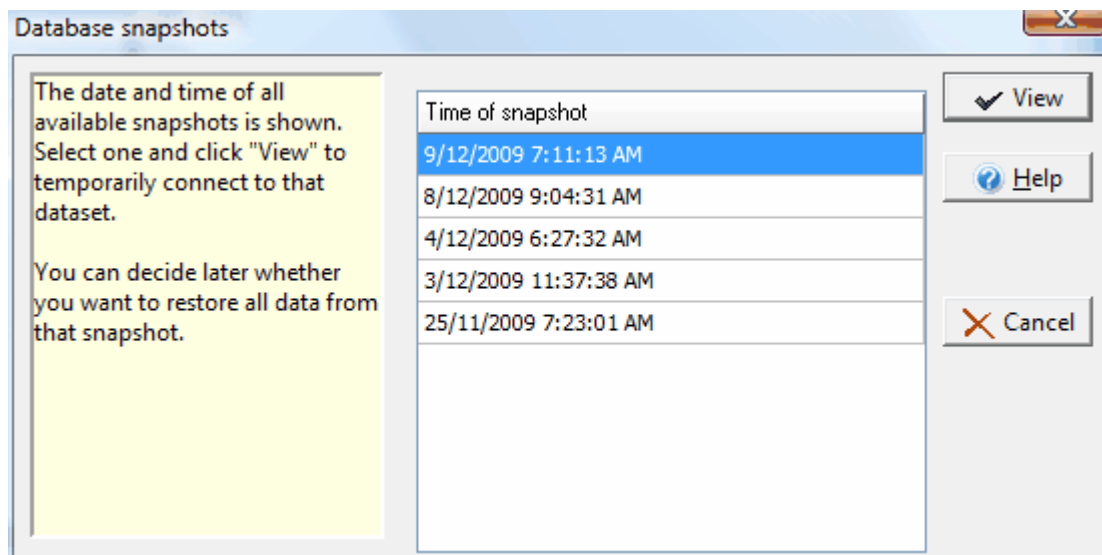 Database snapshots
The date and time of all
available snapshots is shown.
Select one and click "View" to
temporarily connect to that
dataset.
You can decide later whether
you want to restore all data from
that snapshot.
Time of snapshot
9/12/2009 7:11:13 AM
8/12/2009 9:04:31 AM
4/12/2009 6:27:32 AM
3/12/2009 11:37:38 AM
25/11/2009 7:23:01 AM
View
Help
Cancel